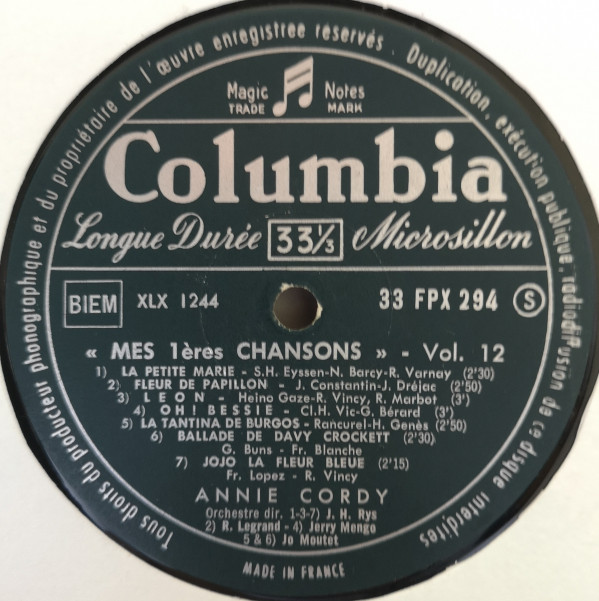 Tous droits du producteur phonographique et du propriétaire de l'œuvre enregistrée réservés - Duplication, exécution publique, radiodiffusion de ce disque interdites
Magic Notes
TRADE MARK
Columbia
Longue Durée 33⅓ Microsillon
BIEM XLX 1244 33 FPX 294 S
« MES 1ères CHANSONS » - Vol. 12
1) LA PETITE MARIE - S.H. Eyssen-N. Barcy-R. Varnay (2'30)
2) FLEUR DE PAPILLON - J. Constantin-J. Dréjac (2'50)
3) LEON - Heino Gaze-R. Vincy, R. Marbot (3')
4) OH! BESSIE - Cl.H. Vic-G. Bérard (3')
5) LA TANTINA DE BURGOS - Rancurel-H. Genès (2'50)
6) BALLADE DE DAVY CROCKETT (2'30)
G. Buns - Fr. Blanche
7) JOJO LA FLEUR BLEUE (2'15)
Fr. Lopez - R. Vincy
ANNIE CORDY
Orchestre dir. 1-3-7) J. H. Rys
2) R. Legrand - 4) Jerry Mengo
5 & 6) Jo Moutet
MADE IN FRANCE